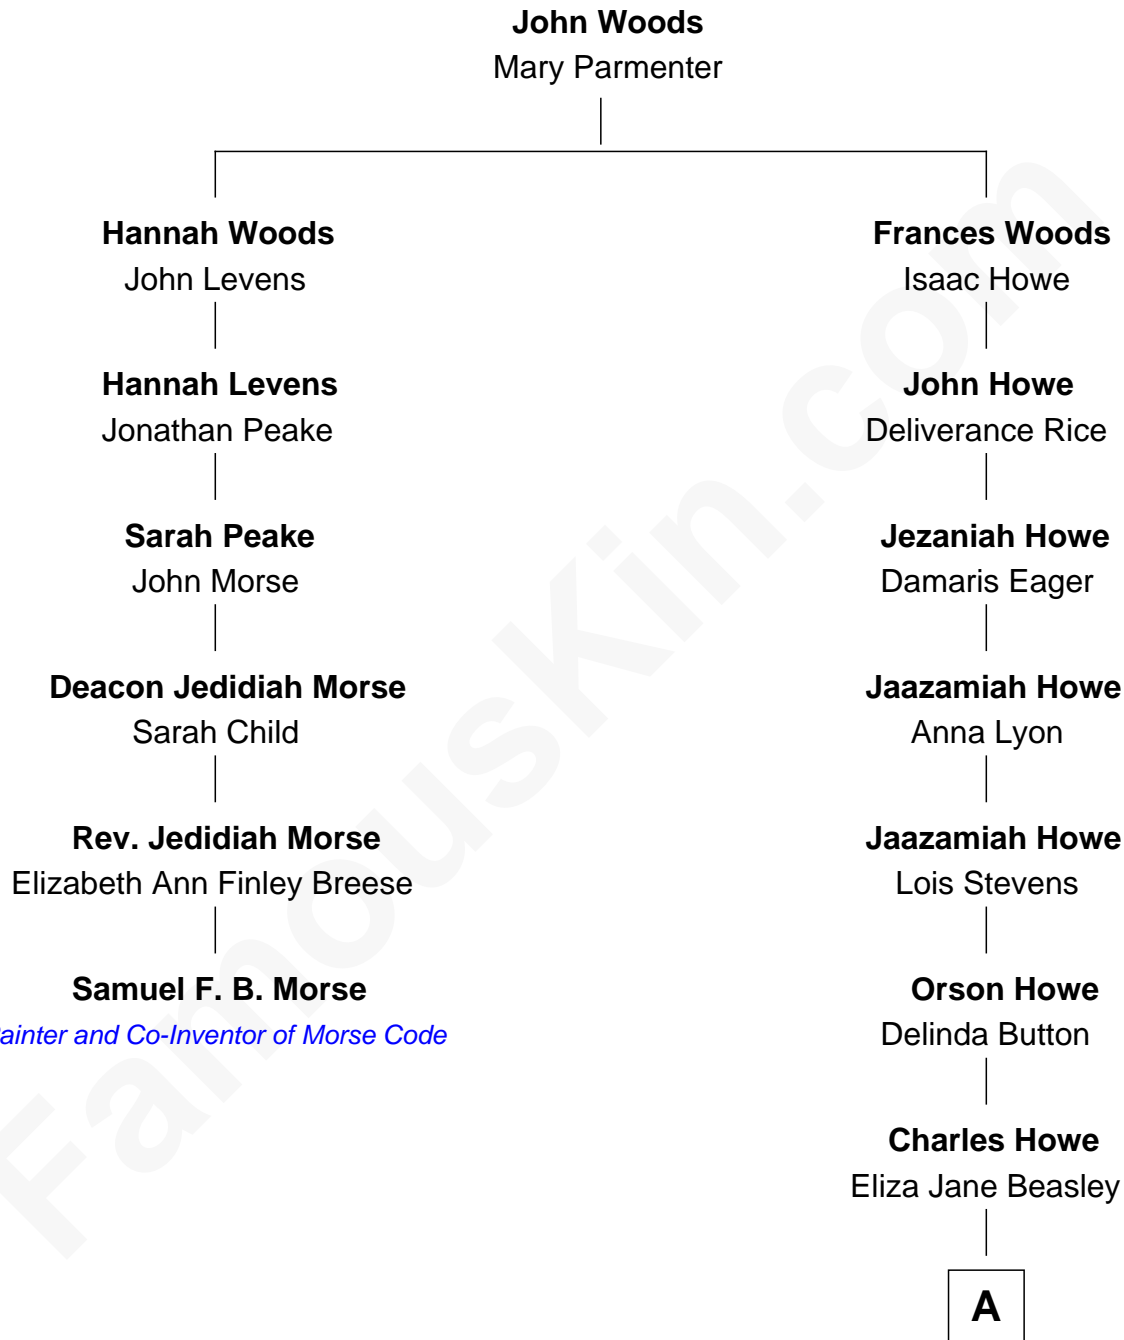 John Woods
Mary Parmenter
Hannah Woods
John Levens
Hannah Levens
Jonathan Peake
Sarah Peake
John Morse
Deacon Jedidiah Morse
Sarah Child
Rev. Jedidiah Morse
Elizabeth Ann Finley Breese
Samuel F. B. Morse
ainter and Co-Inventor of Morse Code
Frances Woods
Isaac Howe
John Howe
Deliverance Rice
Jezaniah Howe
Damaris Eager
Jaazamiah Howe
Anna Lyon
Jaazamiah Howe
Lois Stevens
Orson Howe
Delinda Button
Charles Howe
Eliza Jane Beasley
A
FamousKin.com